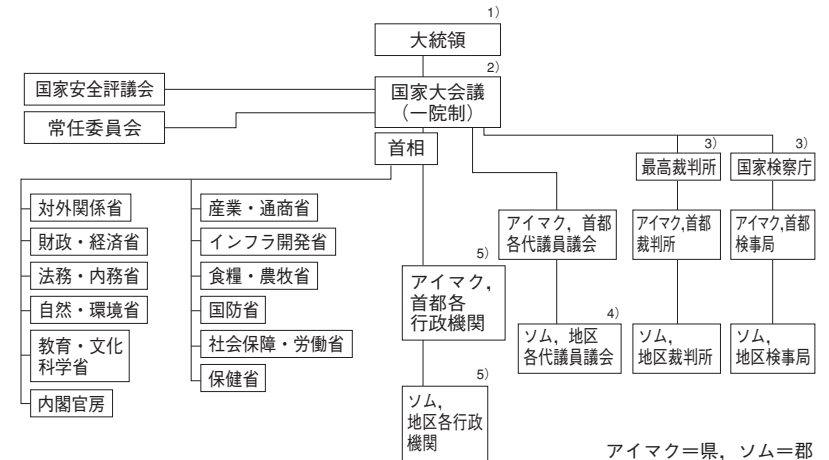 1)
大統領
2)
国家安全評議会
国家大会議
(一院制)
常任委員会
首相
3)
最高裁判所
3)
国家検察庁
対外関係省
財政・経済省
法務・内務省
自然・環境省
教育・文化
科学省
内閣官房
産業・通商省
インフラ開発省
食糧・農牧省
国防省
社会保障・労働省
保健省
5)
アイマク,
首都各
行政機関
5)
ソム,
地区各行政
機関
アイマク, 首都
各代議員議会
4)
ソム, 地区
各代議員議会
アイマク,首都
裁判所
ソム,
地区裁判所
アイマク,首都
検事局
ソム,
地区検事局
アイマク=県, ソム=郡